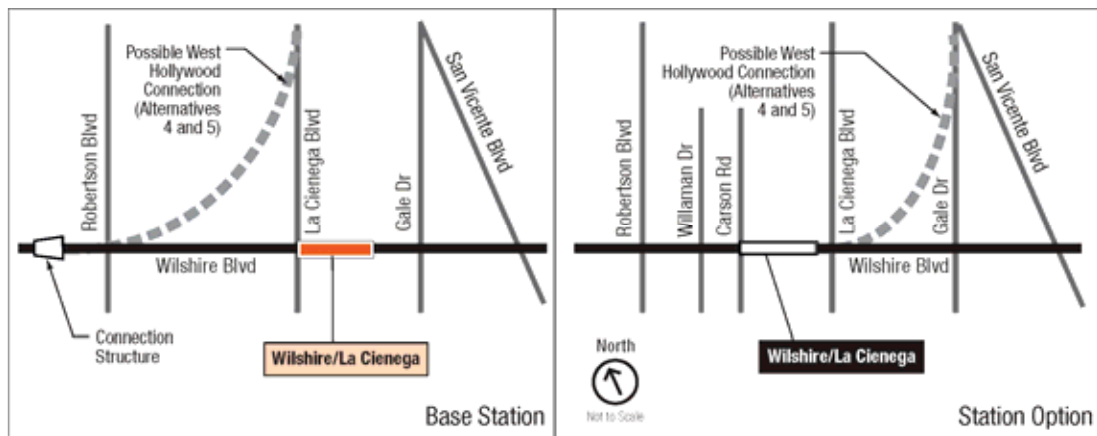 Possible West
Hollywood
Connection
(Alternatives
4 and 5)
Robertson Blvd
La Cienega Blvd
Gale Dr
San Vicente Blvd
Wilshire Blvd
Connection
Structure
Wilshire/La Cienega
Base Station
Possible West
Hollywood Connection
(Alternatives
4 and 5)
Robertson Blvd
Willaman Dr
Carson Rd
La Cienega Blvd
Gale Dr
San Vicente Blvd
Wilshire Blvd
North
Not to Scale
Wilshire/La Cienega
Station Option